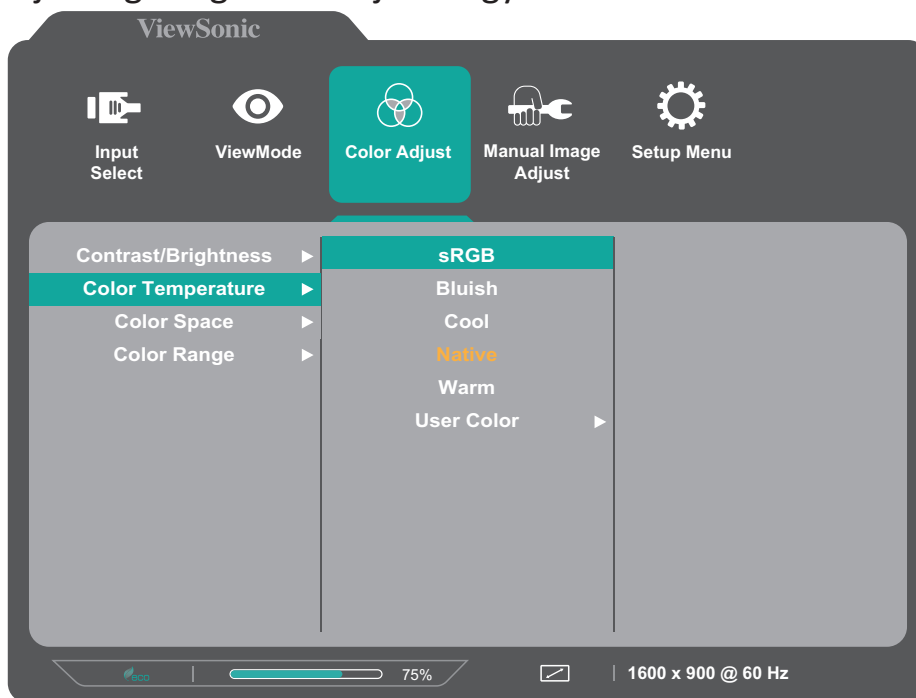 ViewSonic
Input
Select
ViewMode
Color Adjust
Manual Image
Adjust
Setup Menu
Contrast/Brightness
Color Temperature
Color Space
Color Range
sRGB
Bluish
Cool
Native
Warm
User Color
eco
75%
1600 x 900 @ 60 Hz